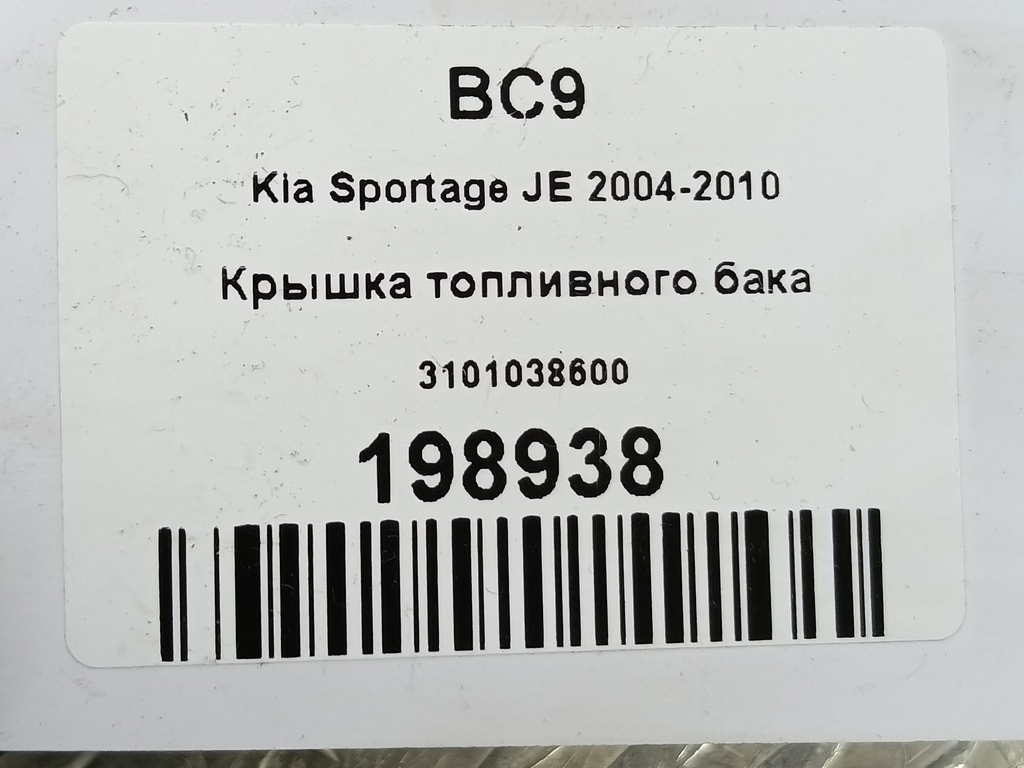 BC9
Kia Sportage JE 2004-2010
Крышка топливного бака
3101038600
198938